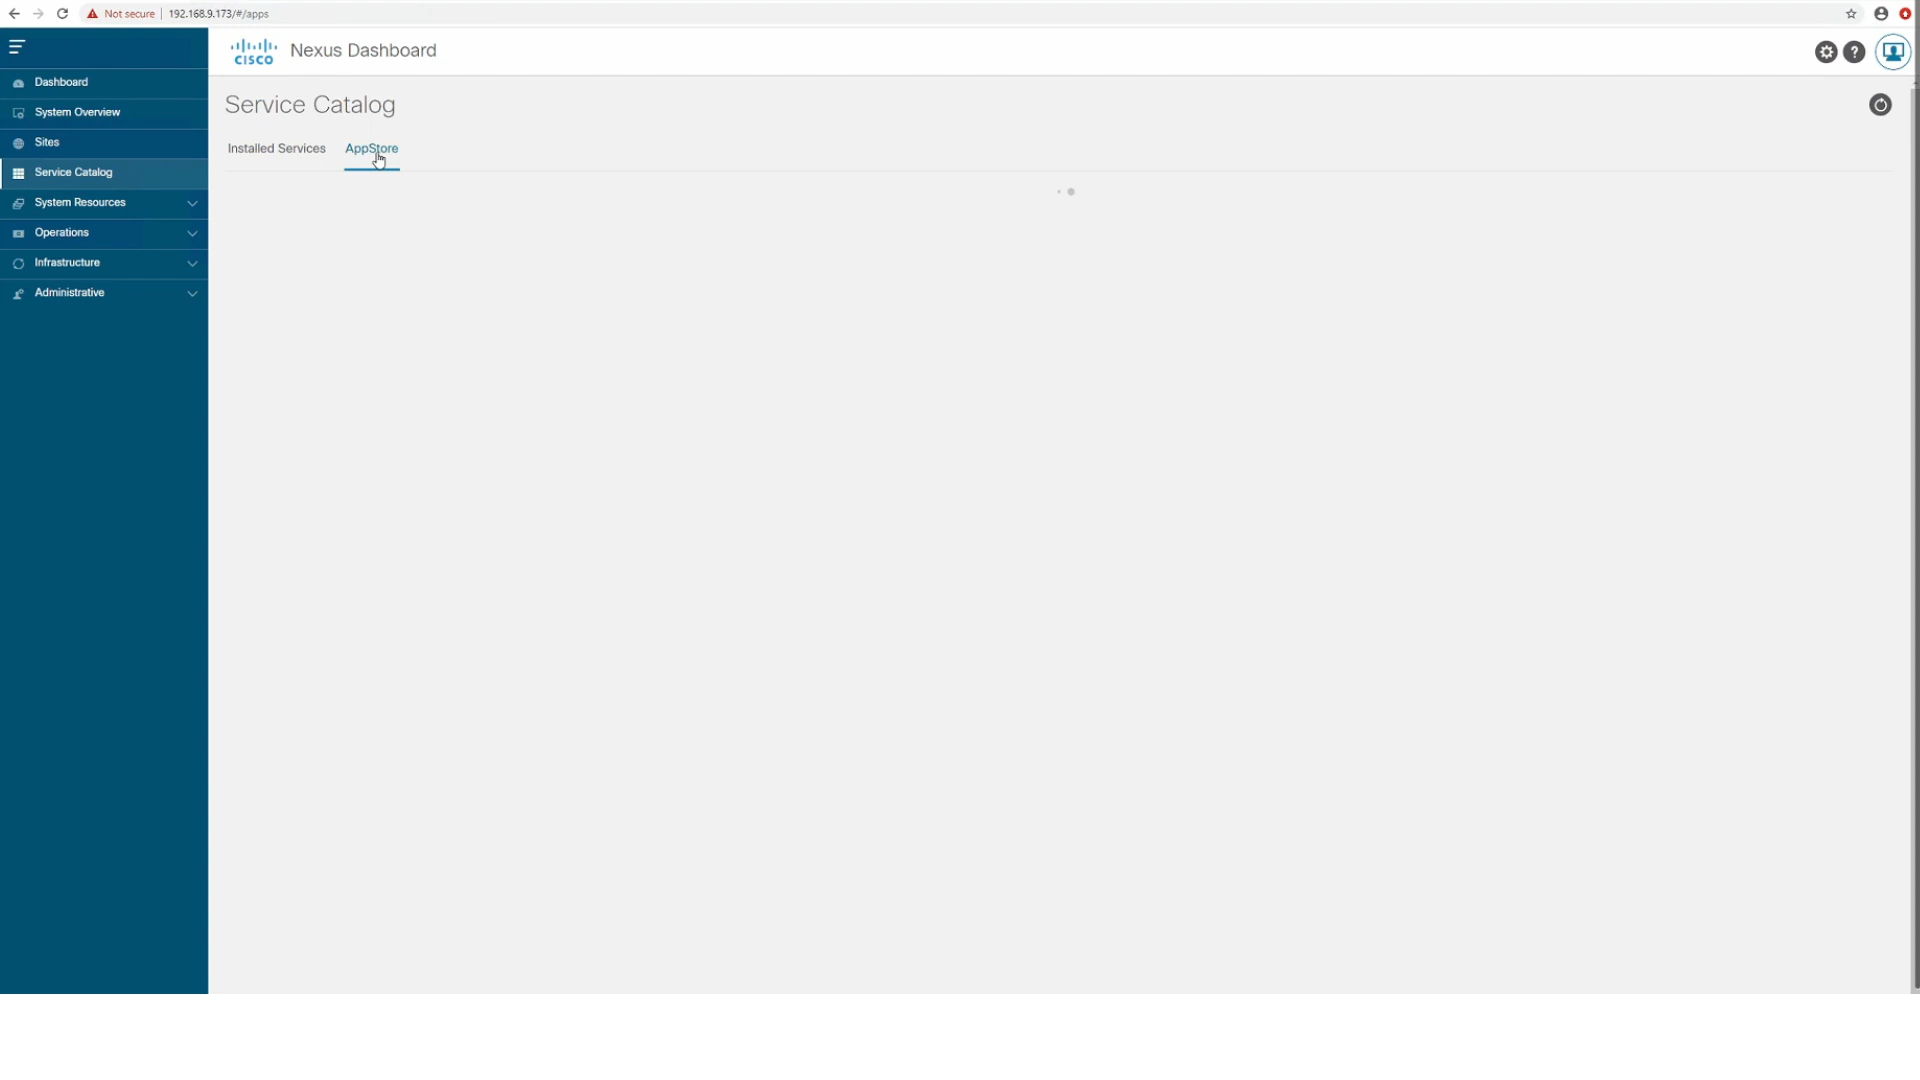 Not secure | 192.168.9.173/#/apps
CISCO Nexus Dashboard
Dashboard
System Overview
Sites
Service Catalog
System Resources
Operations
Infrastructure
Administrative
Service Catalog
Installed Services AppStore